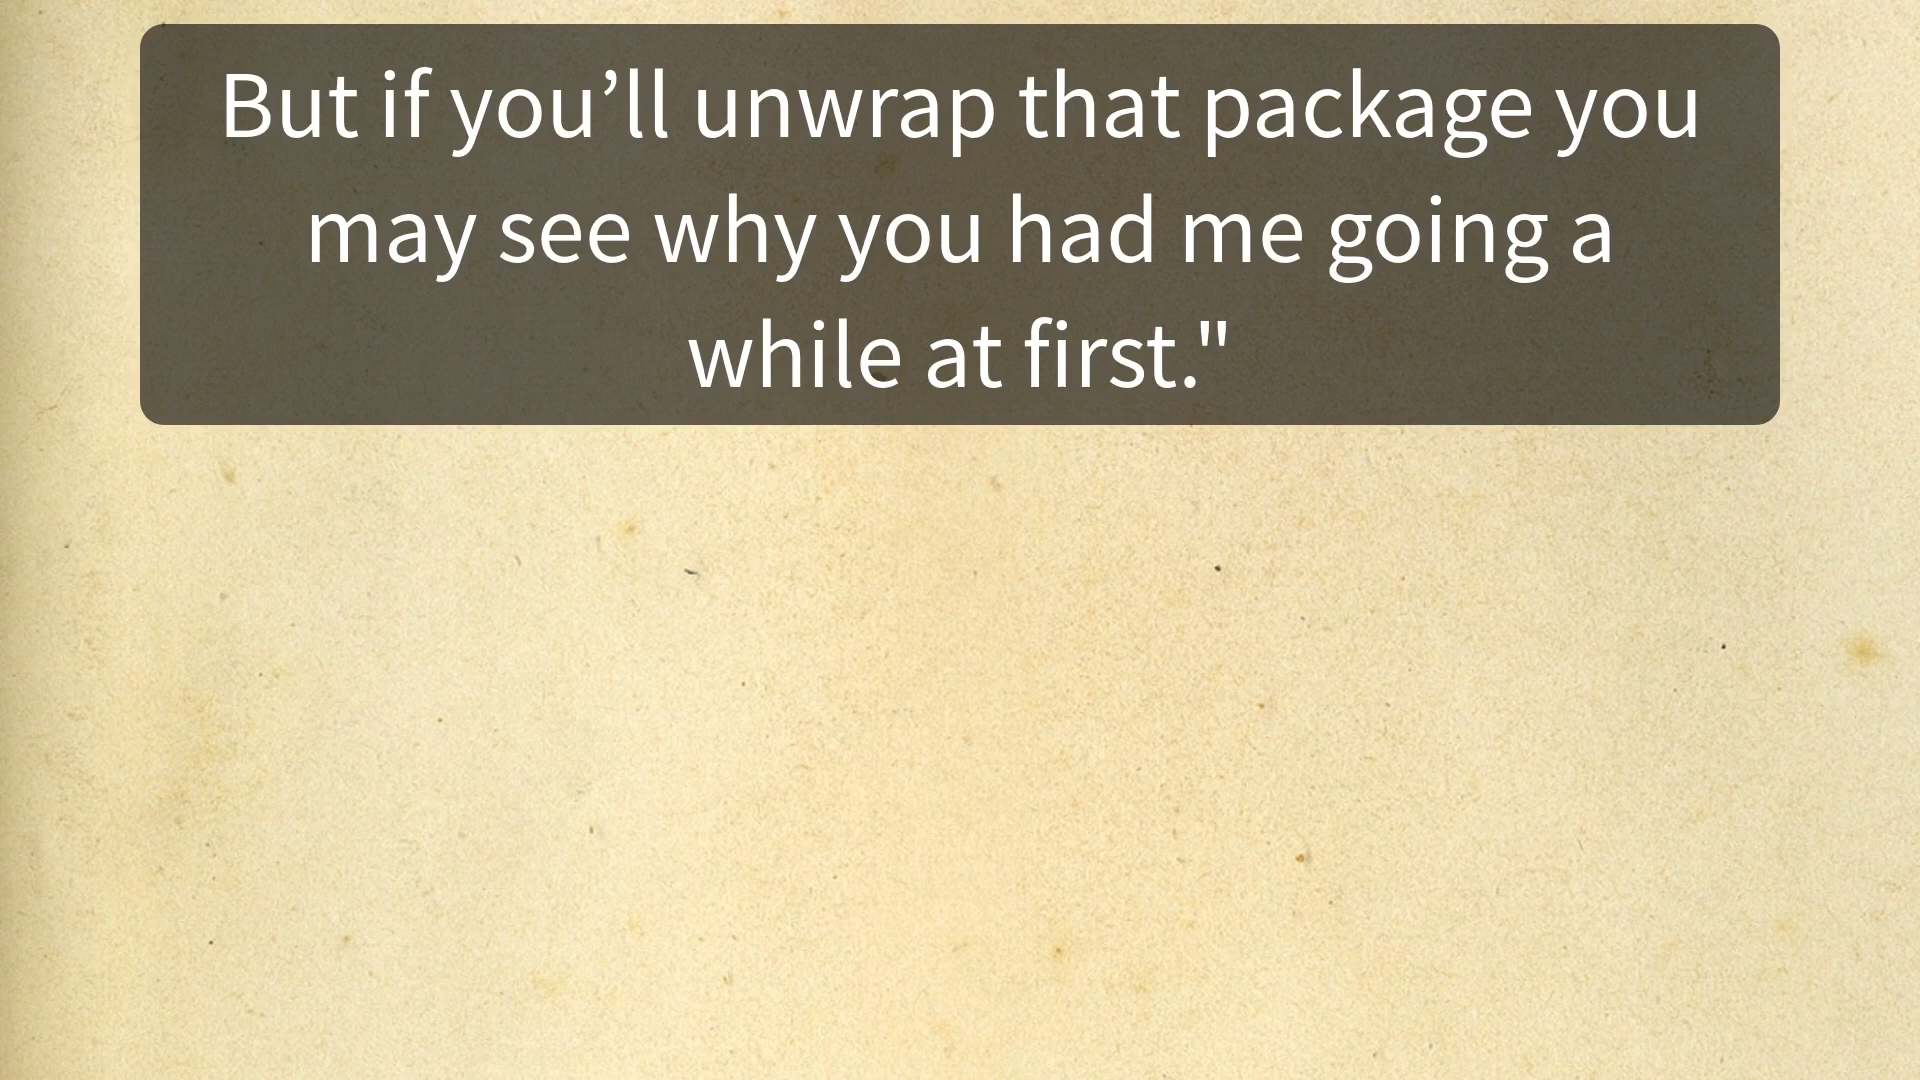 But if you’ll unwrap that package you
may see why you had me going a
while at first."